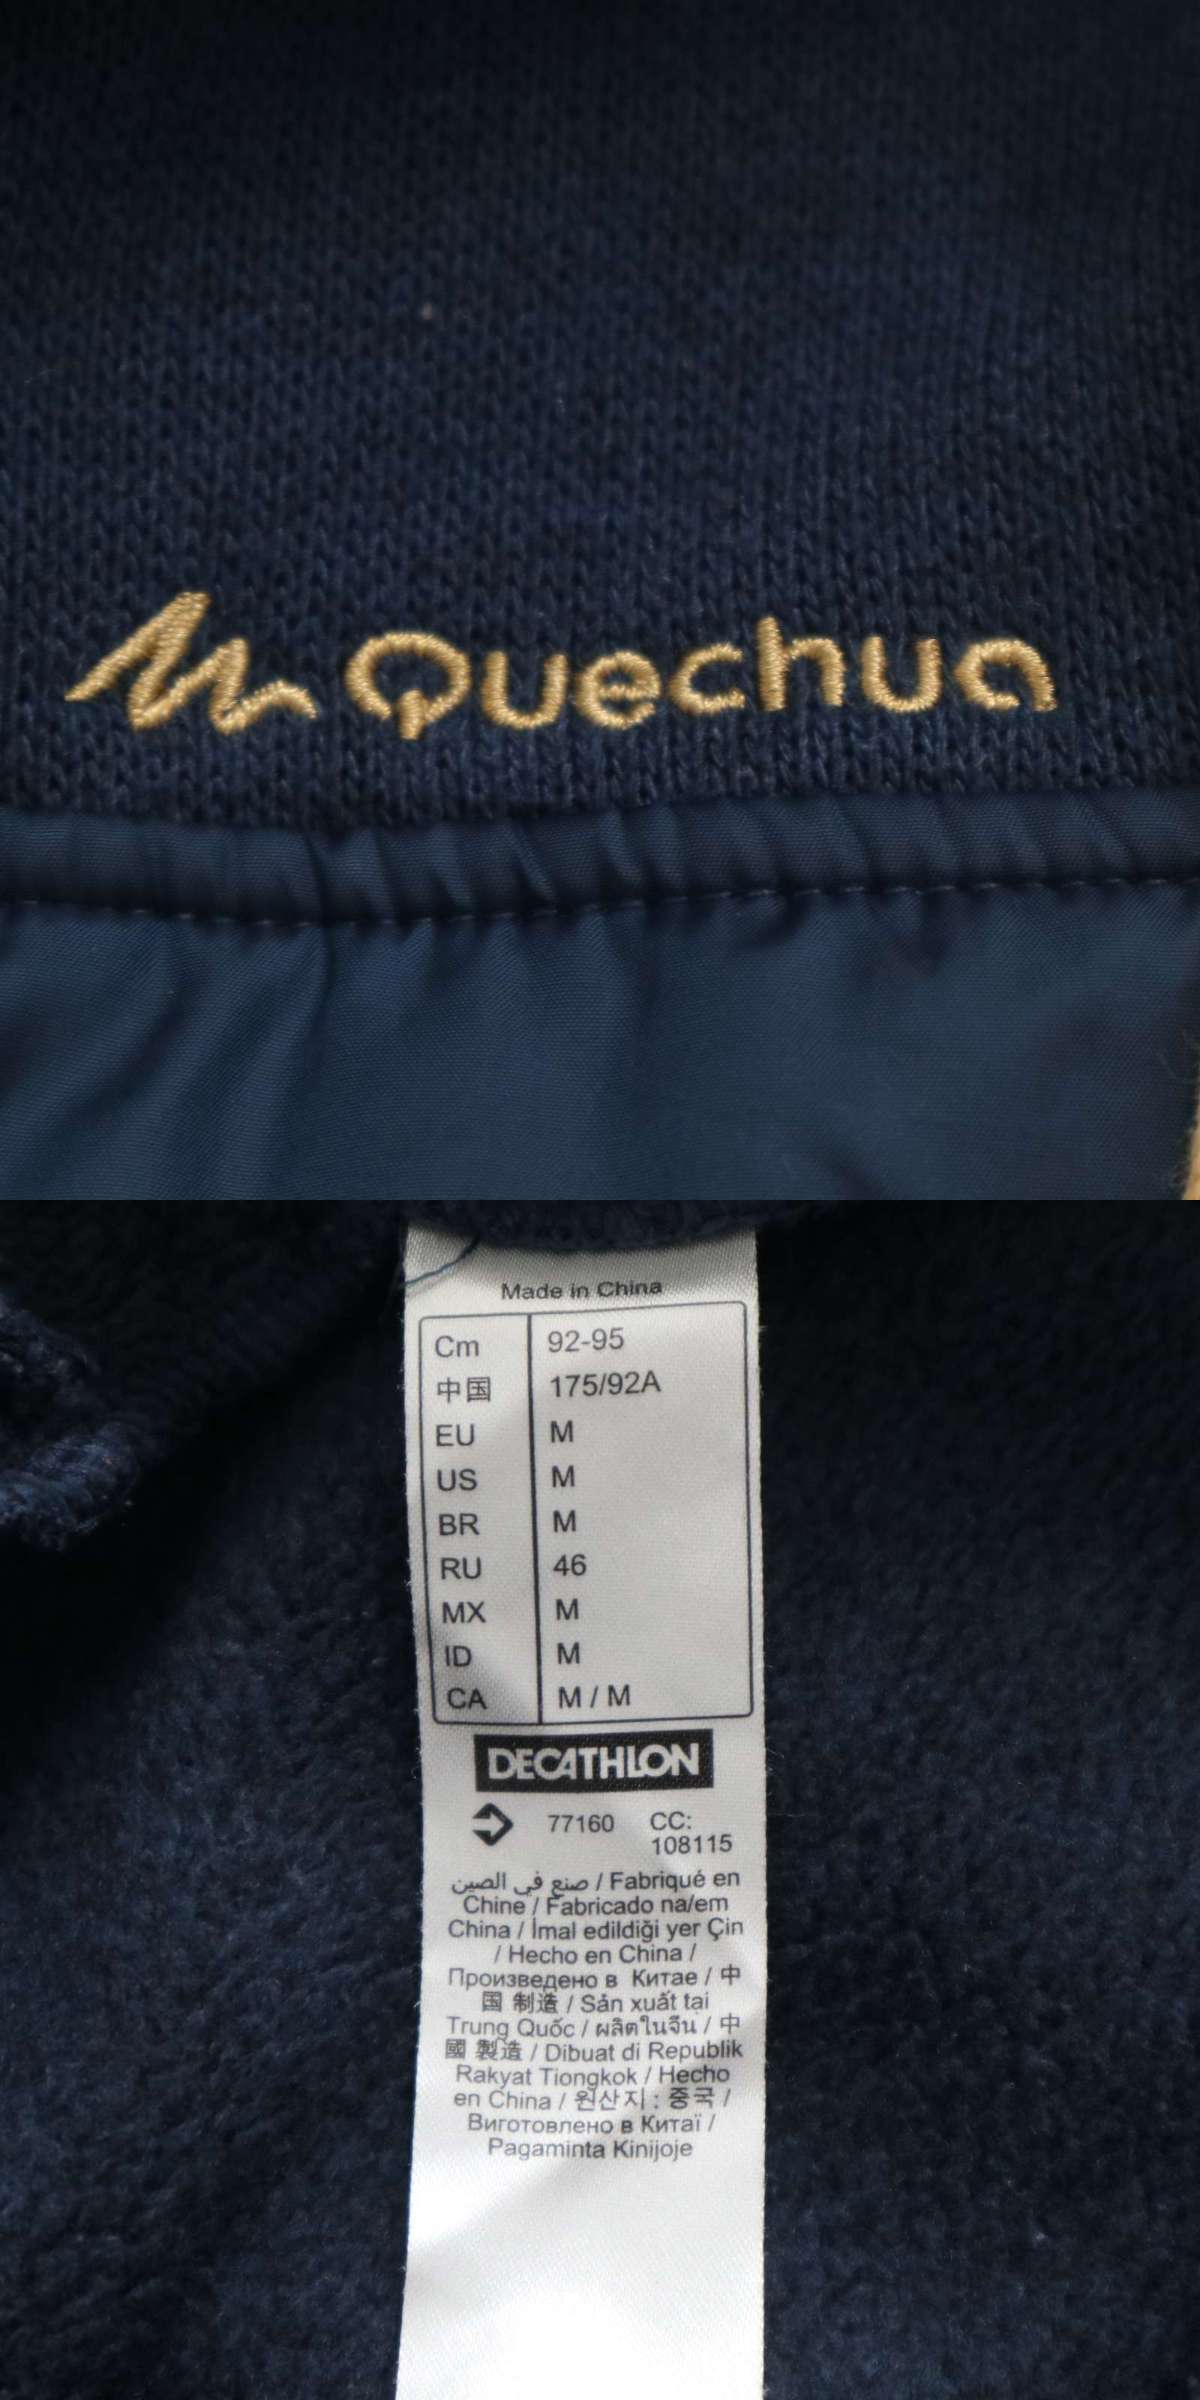 Quechua
Made in China
Cm 92-95
中国 175/92A
EU M
US M
BR M
RU 46
MX M
ID M
CA M / M
DECATHLON
77160 CC:
108115
صنع في الصين / Fabriqué en
Chine / Fabricado na/em
China / İmal edildiği yer Çin
/ Hecho en China /
Произведено в Китае / 中
国 制造 / Sản xuất tại
Trung Quốc / ผลิตในจีน / 中
國 製造 / Dibuat di Republik
Rakyat Tiongkok / Hecho
en China / 원산지 : 중국 /
Виготовлено в Китаї /
Pagaminta Kinijoje